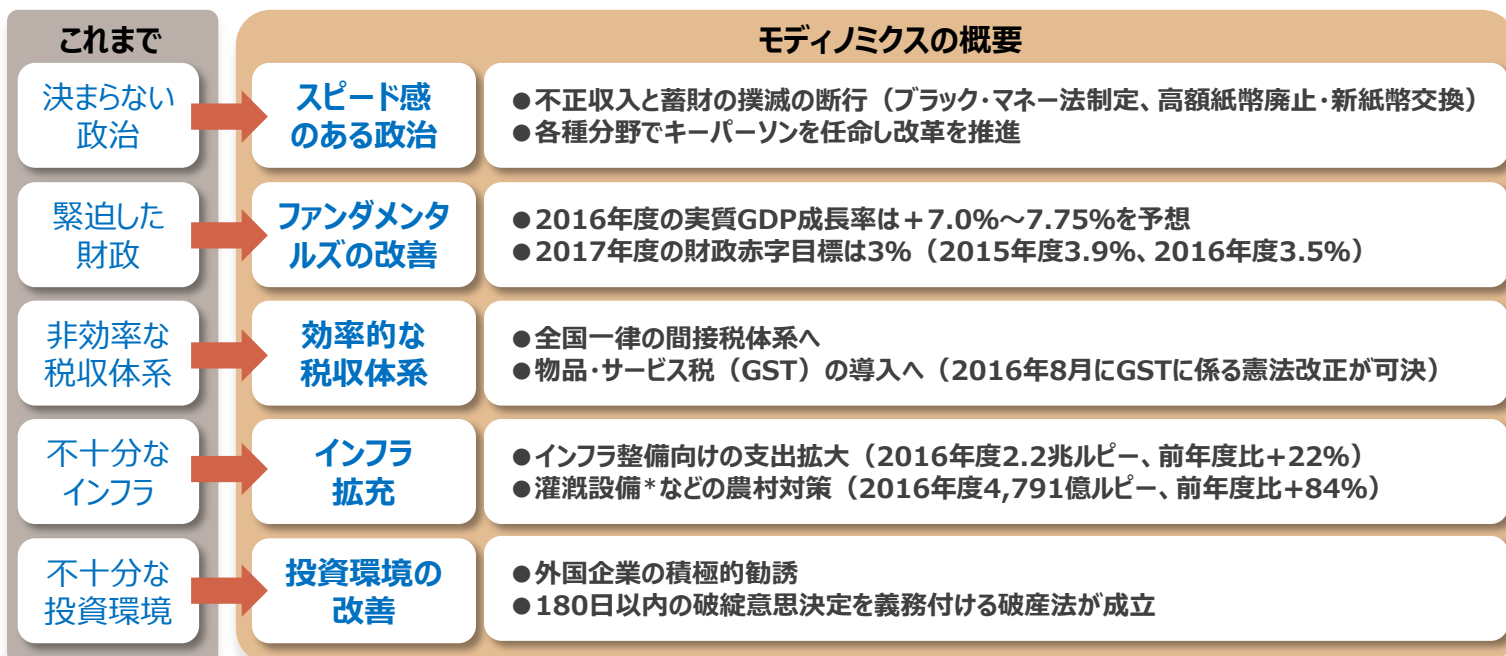 これまで
モディノミクスの概要
決まらない
政治
スピード感
のある政治
●不正収入と蓄財の撲滅の断行（ブラック・マネー法制定、高額紙幣廃止・新紙幣交換）
●各種分野でキーパーソンを任命し改革を推進
緊迫した
財政
ファンダメンタ
ルズの改善
●2016年度の実質GDP成長率は＋7.0%～7.75%を予想
●2017年度の財政赤字目標は3%（2015年度3.9%、2016年度3.5%）
非効率な
税収体系
効率的な
税収体系
●全国一律の間接税体系へ
●物品・サービス税（GST）の導入へ（2016年8月にGSTに係る憲法改正が可決）
不十分な
インフラ
インフラ
拡充
●インフラ整備向けの支出拡大（2016年度2.2兆ルピー、前年度比+22%）
●灌漑設備*などの農村対策（2016年度4,791億ルピー、前年度比+84%）
不十分な
投資環境
投資環境の
改善
●外国企業の積極的勧誘
●180日以内の破綻意思決定を義務付ける破産法が成立